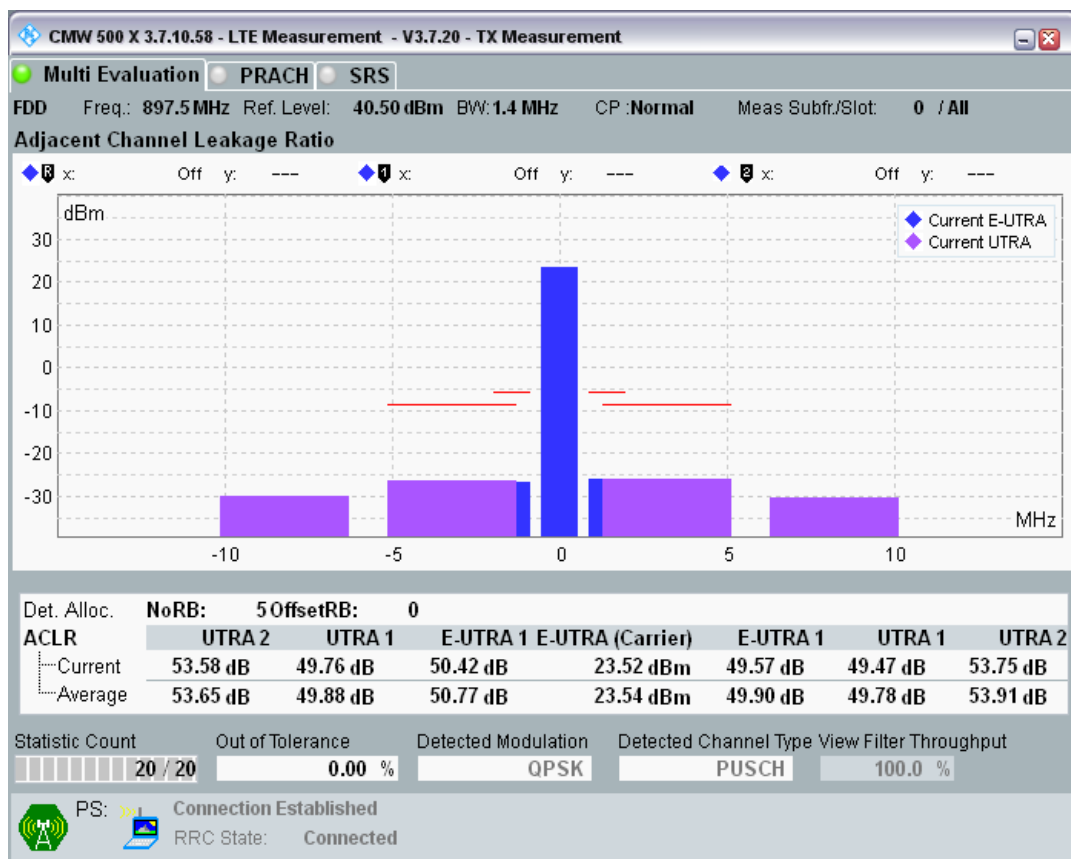 CMW 500 X 3.7.10.58 - LTE Measurement - V3.7.20 - TX Measurement
Multi Evaluation PRACH SRS
FDD Freq.: 897.5 MHz Ref. Level: 40.50 dBm BW: 1.4 MHz CP :Normal Meas Subfr./Slot: 0 / All
Adjacent Channel Leakage Ratio
R x: Off y: --- 1 x: Off y: --- 2 x: Off y: ---
dBm
Current E-UTRA
Current UTRA
30
20
10
0
-10
-20
-30
MHz
-10 -5 0 5 10
Det. Alloc. NoRB: 5 OffsetRB: 0
ACLR UTRA 2 UTRA 1 E-UTRA 1 E-UTRA (Carrier) E-UTRA 1 UTRA 1 UTRA 2
Current 53.58 dB 49.76 dB 50.42 dB 23.52 dBm 49.57 dB 49.47 dB 53.75 dB
Average 53.65 dB 49.88 dB 50.77 dB 23.54 dBm 49.90 dB 49.78 dB 53.91 dB
Statistic Count Out of Tolerance Detected Modulation Detected Channel Type View Filter Throughput
20 / 20 0.00 % QPSK PUSCH 100.0 %
PS: Connection Established
RRC State: Connected